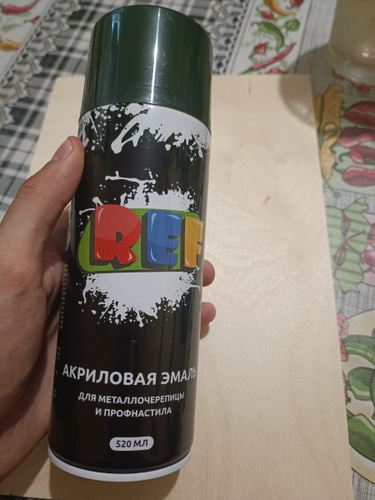 REF
АКРИЛОВАЯ ЭМАЛЬ
ДЛЯ МЕТАЛЛОЧЕРЕПИЦЫ
И ПРОФНАСТИЛА
520 МЛ